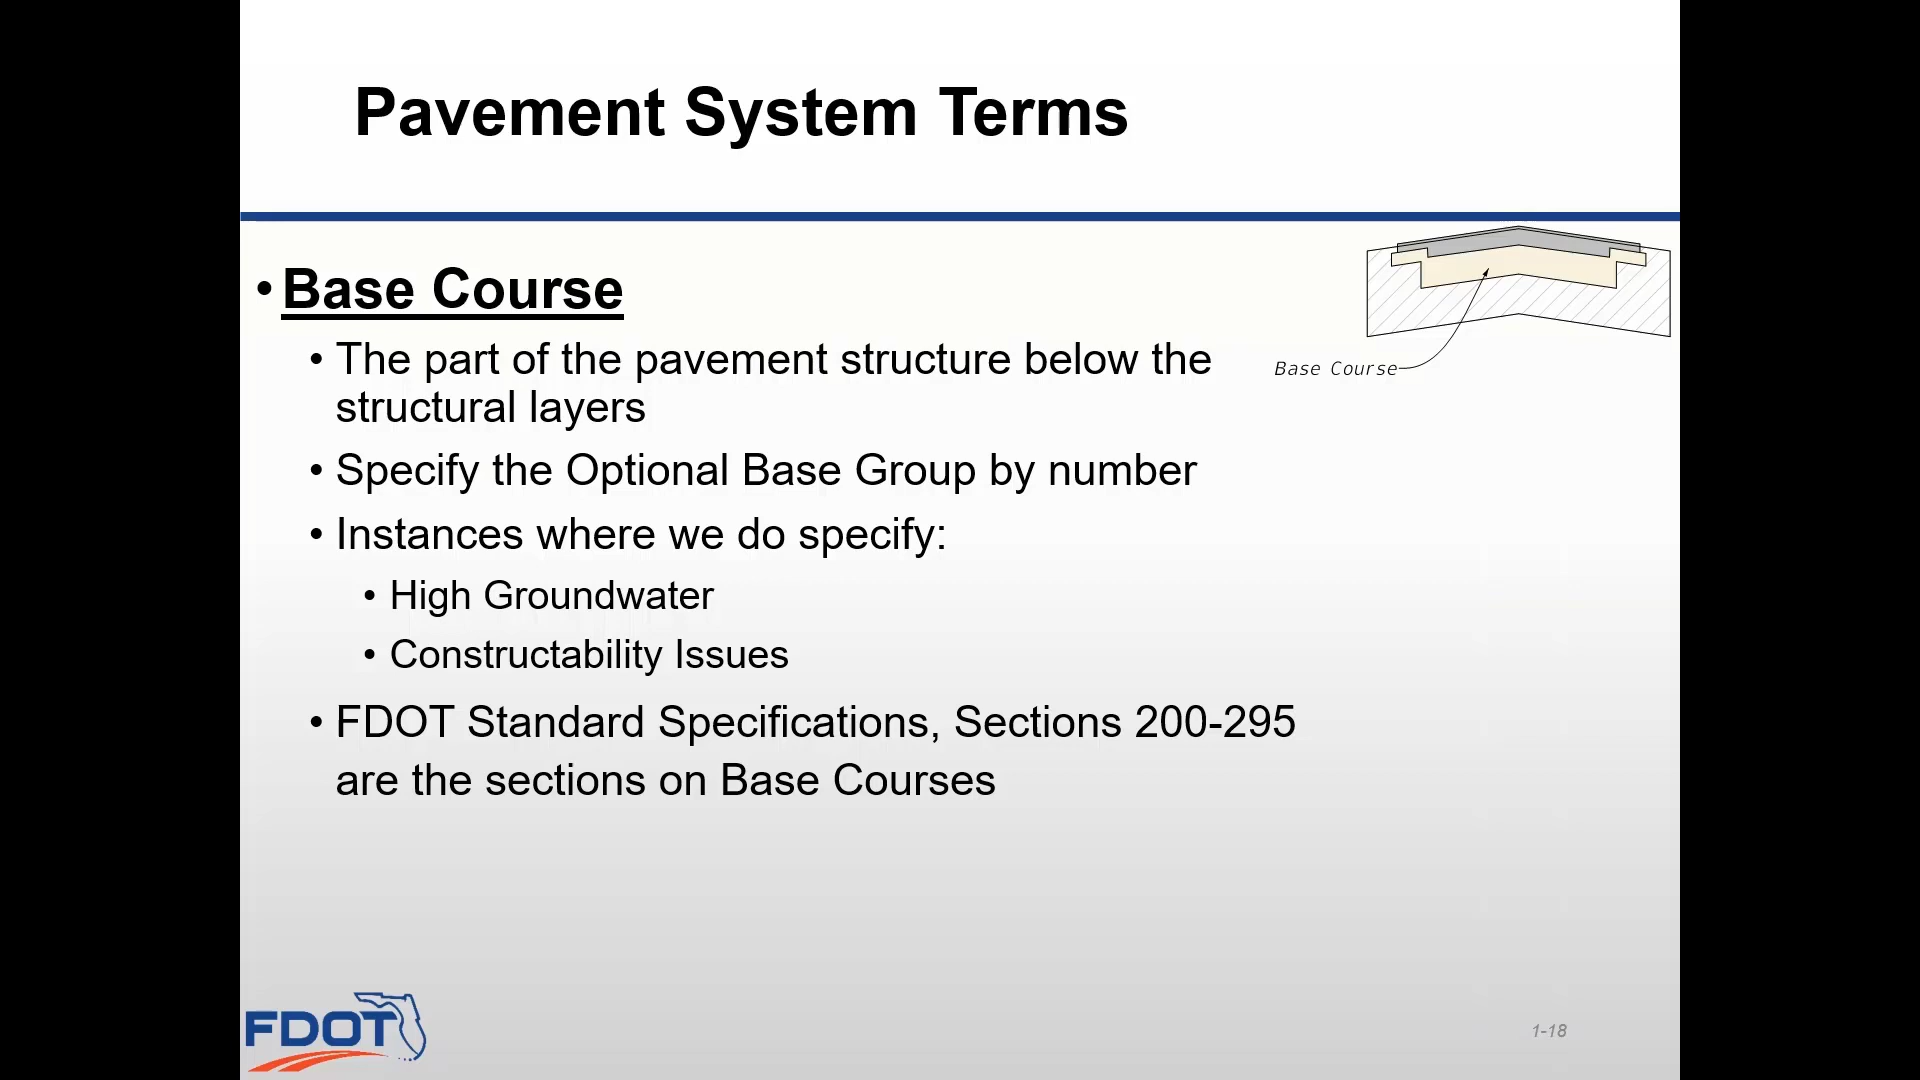 Pavement System Terms
• Base Course
• The part of the pavement structure below the
structural layers
Base Course
• Specify the Optional Base Group by number
• Instances where we do specify:
• High Groundwater
• Constructability Issues
• FDOT Standard Specifications, Sections 200-295
are the sections on Base Courses
FDOT
1-18